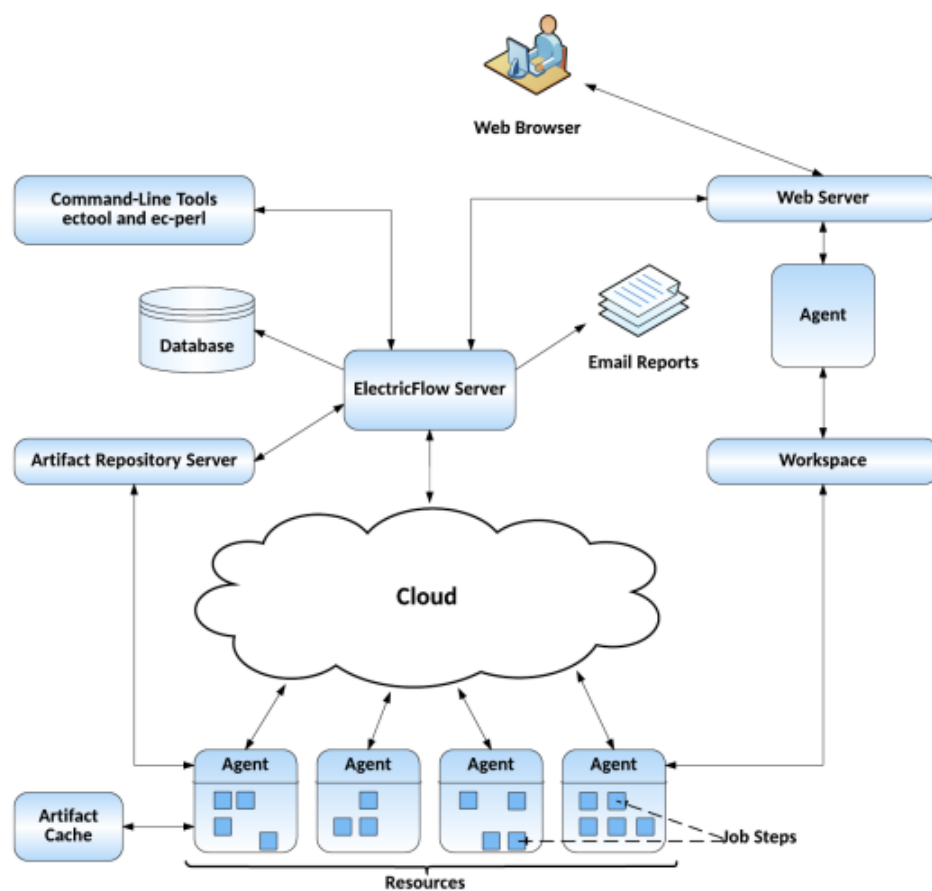 Web Browser
Command-Line Tools
ectool and ec-perl
Web Server
Agent
Database
Email Reports
ElectricFlow Server
Artifact Repository Server
Workspace
Cloud
Agent
Agent
Agent
Agent
Artifact
Cache
Job Steps
Resources